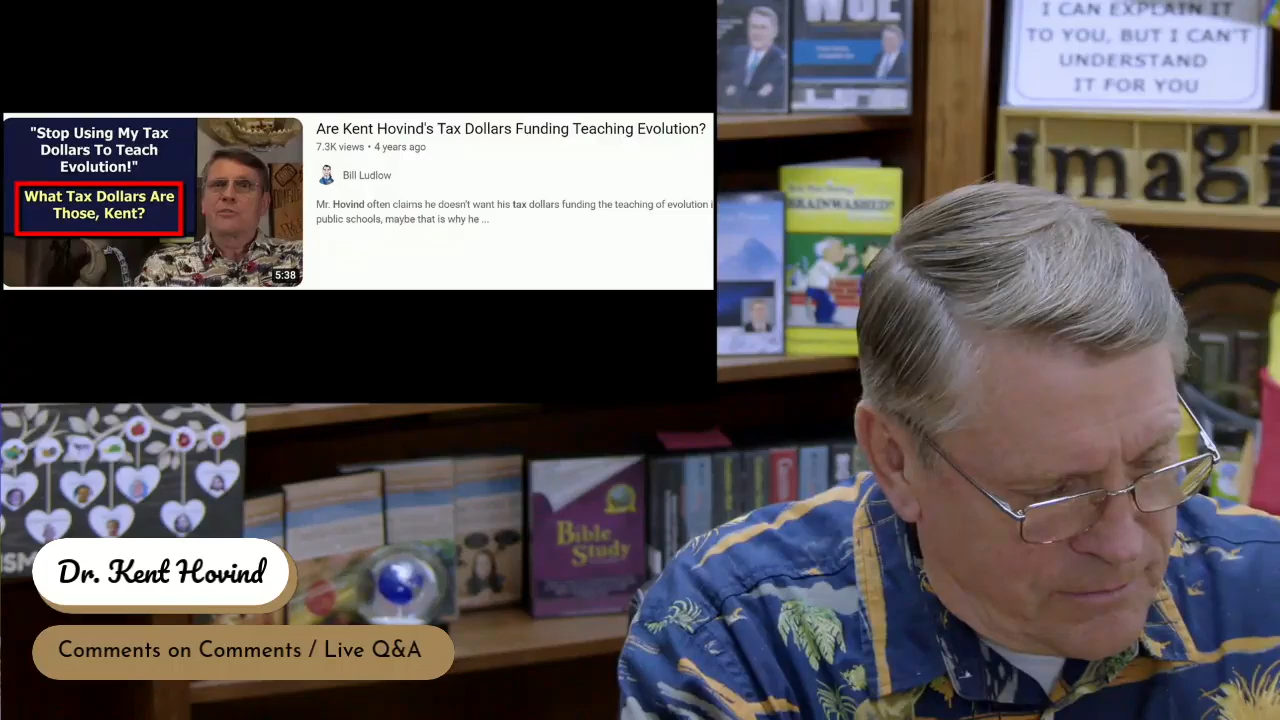 "Stop Using My Tax
Dollars To Teach
Evolution!"
What Tax Dollars Are
Those, Kent?
5:38
Are Kent Hovind's Tax Dollars Funding Teaching Evolution?
7.3K views • 4 years ago
Bill Ludlow
Mr. Hovind often claims he doesn't want his tax dollars funding the teaching of evolution i
public schools, maybe that is why he ...
I CAN EXPLAIN IT
TO YOU, BUT I CAN'T
UNDERSTAND
IT FOR YOU
imagi
BRAINWASHED?
Bible
Study
Dr. Kent Hovind
Comments on Comments / Live Q&A